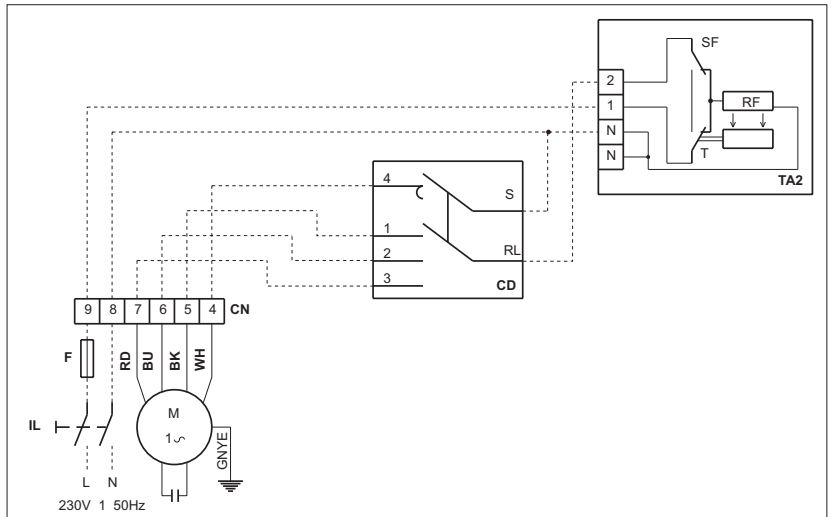 SF
2
RF
1
N
N
T
TA2
4
S
1
2
RL
3
CD
9 8 7 6 5 4 CN
F
RD
BU
BK
WH
M
1~
IL
GNYE
L N
230V 1 50Hz